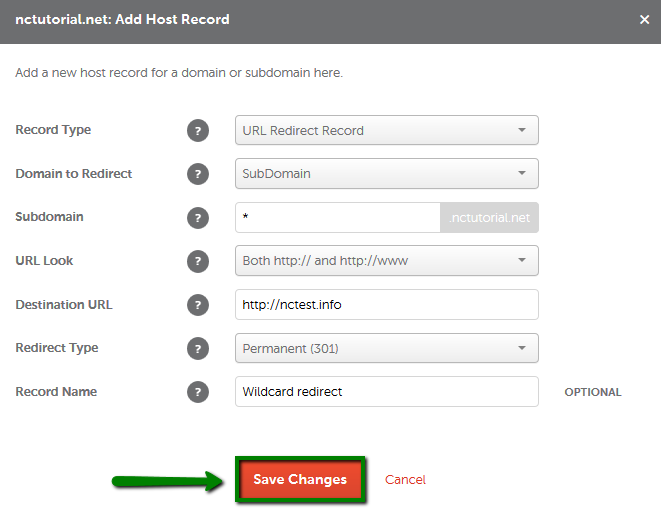 nctutorial.net: Add Host Record ×
Add a new host record for a domain or subdomain here.
Record Type ? URL Redirect Record
Domain to Redirect ? SubDomain
Subdomain ? * .nctutorial.net
URL Look ? Both http:// and http://www
Destination URL ? http://nctest.info
Redirect Type ? Permanent (301)
Record Name ? Wildcard redirect OPTIONAL
Save Changes Cancel